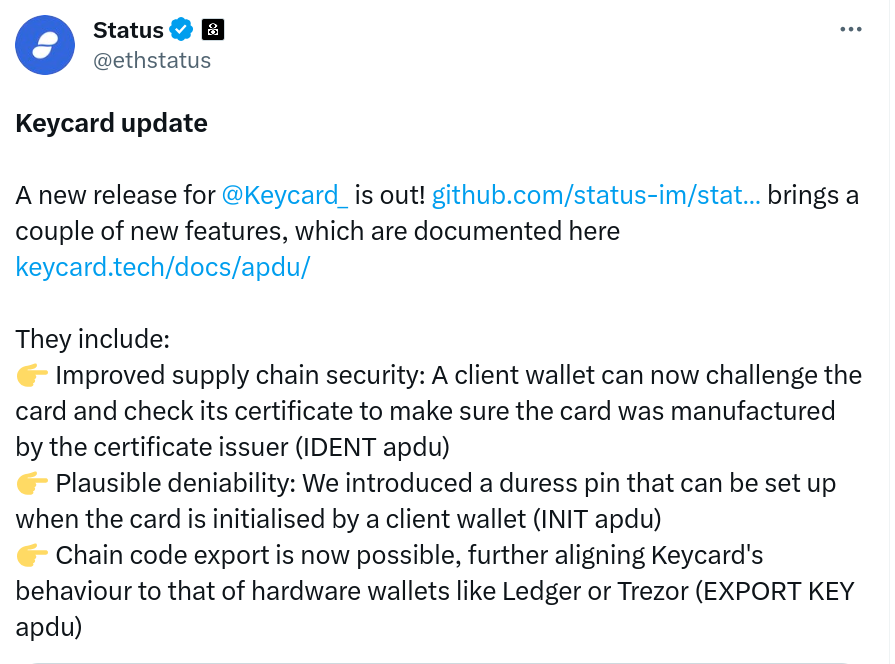 Status
@ethstatus
Keycard update
A new release for @Keycard_ is out! github.com/status-im/stat... brings a
couple of new features, which are documented here
keycard.tech/docs/apdu/
They include:
👉 Improved supply chain security: A client wallet can now challenge the
card and check its certificate to make sure the card was manufactured
by the certificate issuer (IDENT apdu)
👉 Plausible deniability: We introduced a duress pin that can be set up
when the card is initialised by a client wallet (INIT apdu)
👉 Chain code export is now possible, further aligning Keycard's
behaviour to that of hardware wallets like Ledger or Trezor (EXPORT KEY
apdu)